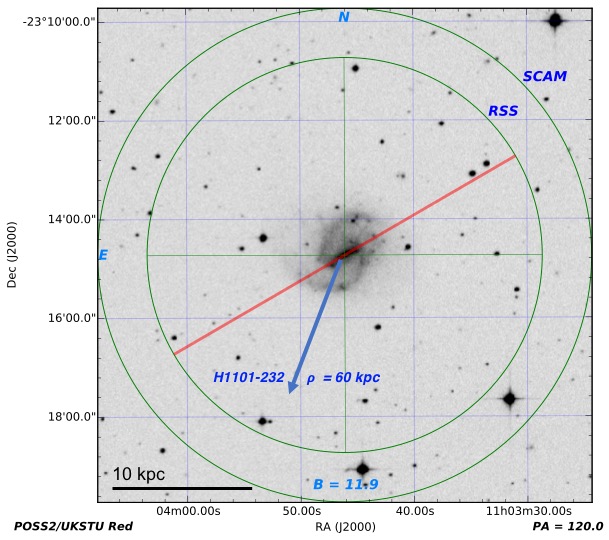 -23°10'00.0"
N
SCAM
RSS
12'00.0"
14'00.0"
E
Dec (J2000)
16'00.0"
H1101-232 ρ = 60 kpc
18'00.0"
10 kpc
B = 11.9
04m00.00s 50.00s 40.00s 11h03m30.00s
POSS2/UKSTU Red RA (J2000) PA = 120.0